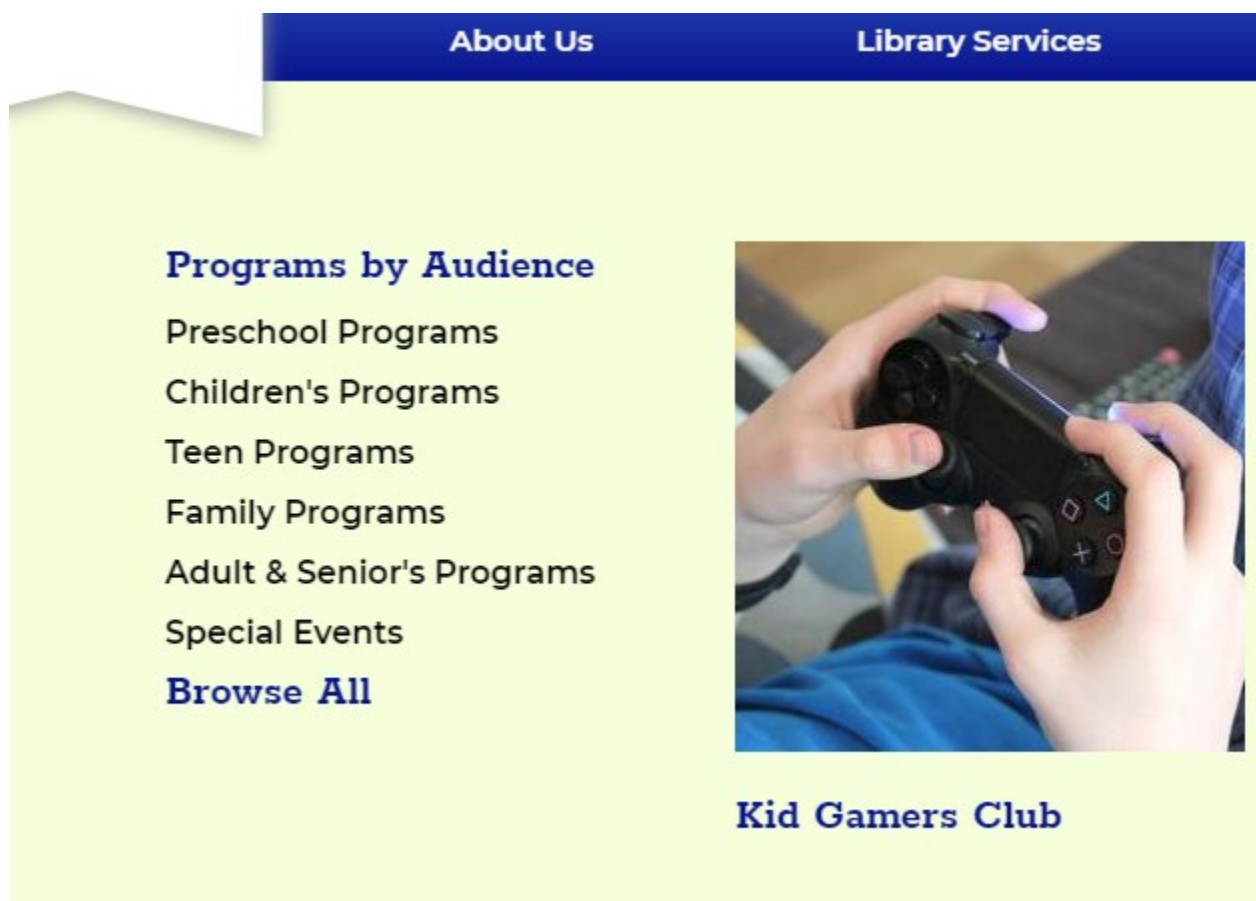 About Us
Library Services
Programs by Audience
Preschool Programs
Children's Programs
Teen Programs
Family Programs
Adult & Senior's Programs
Special Events
Browse All
Kid Gamers Club